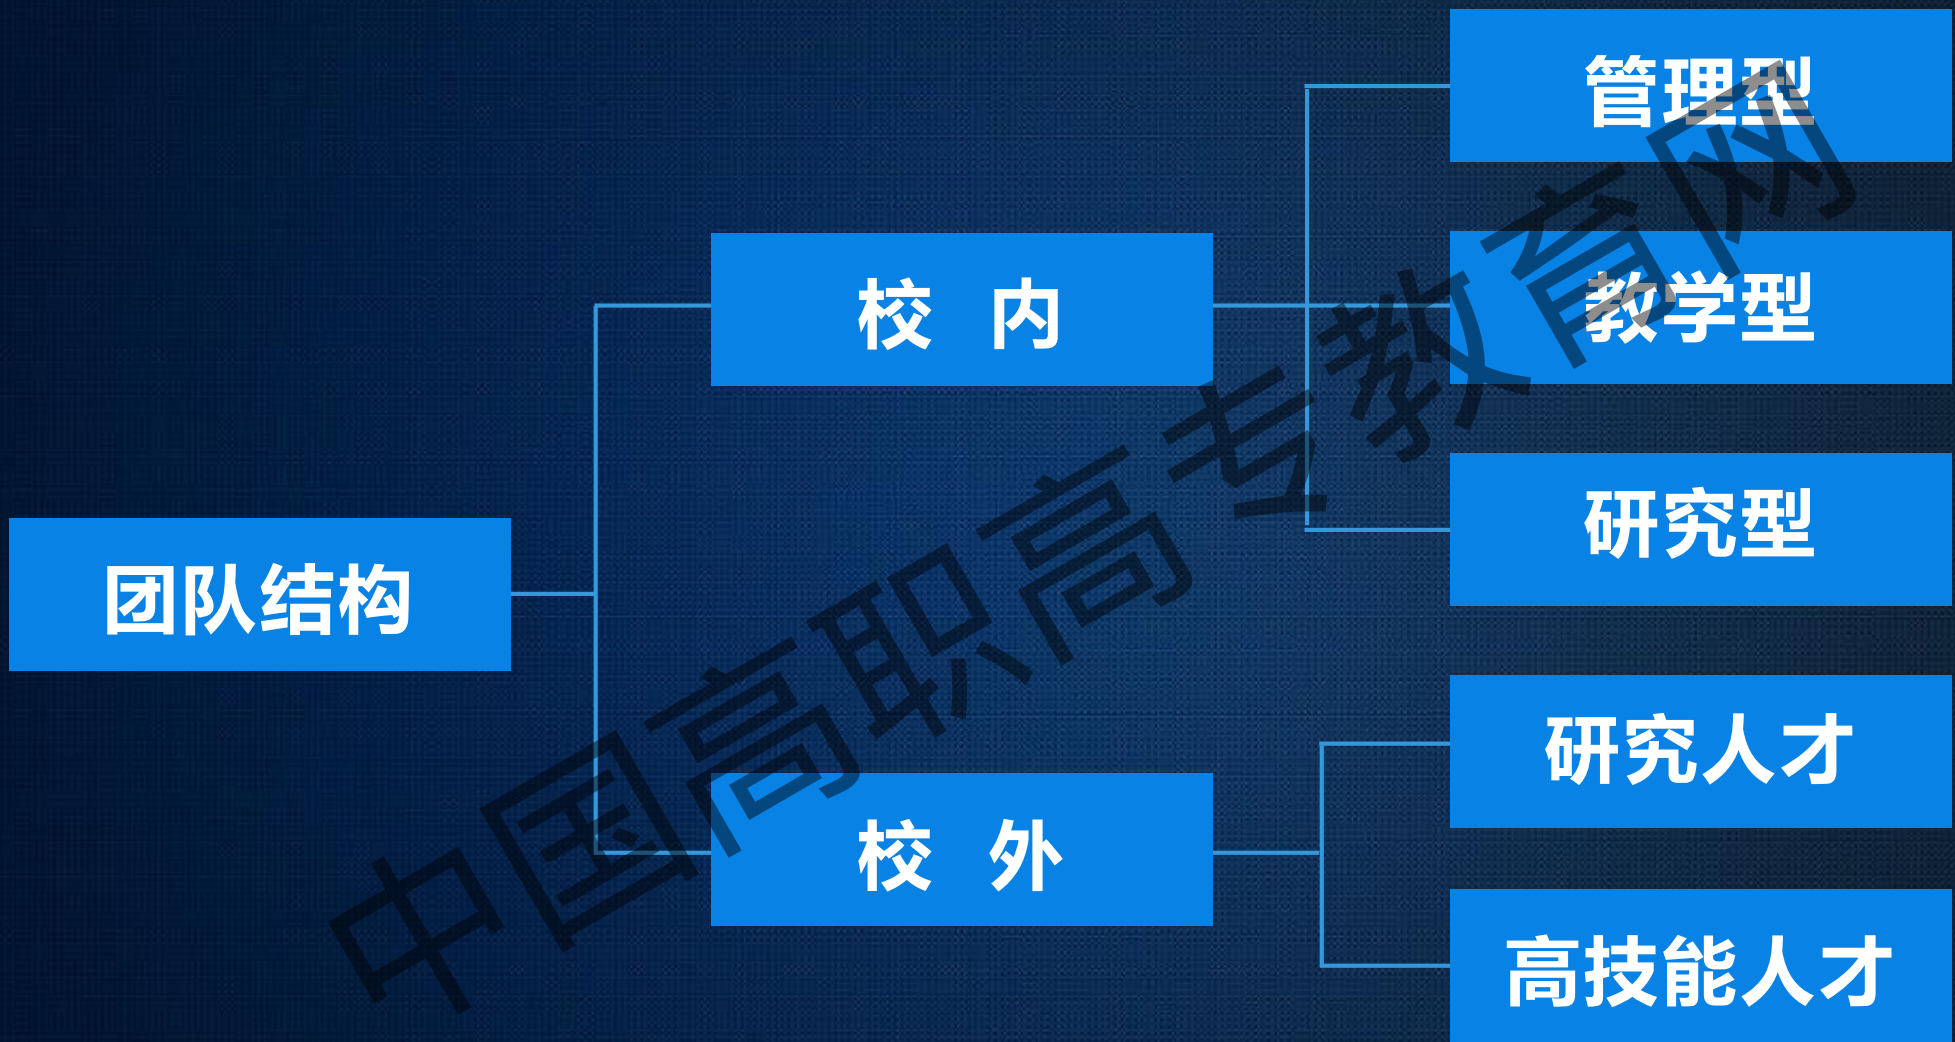 团队结构
校 内
校 外
管理型
教学型
研究型
研究人才
高技能人才
中国高职高专教育网